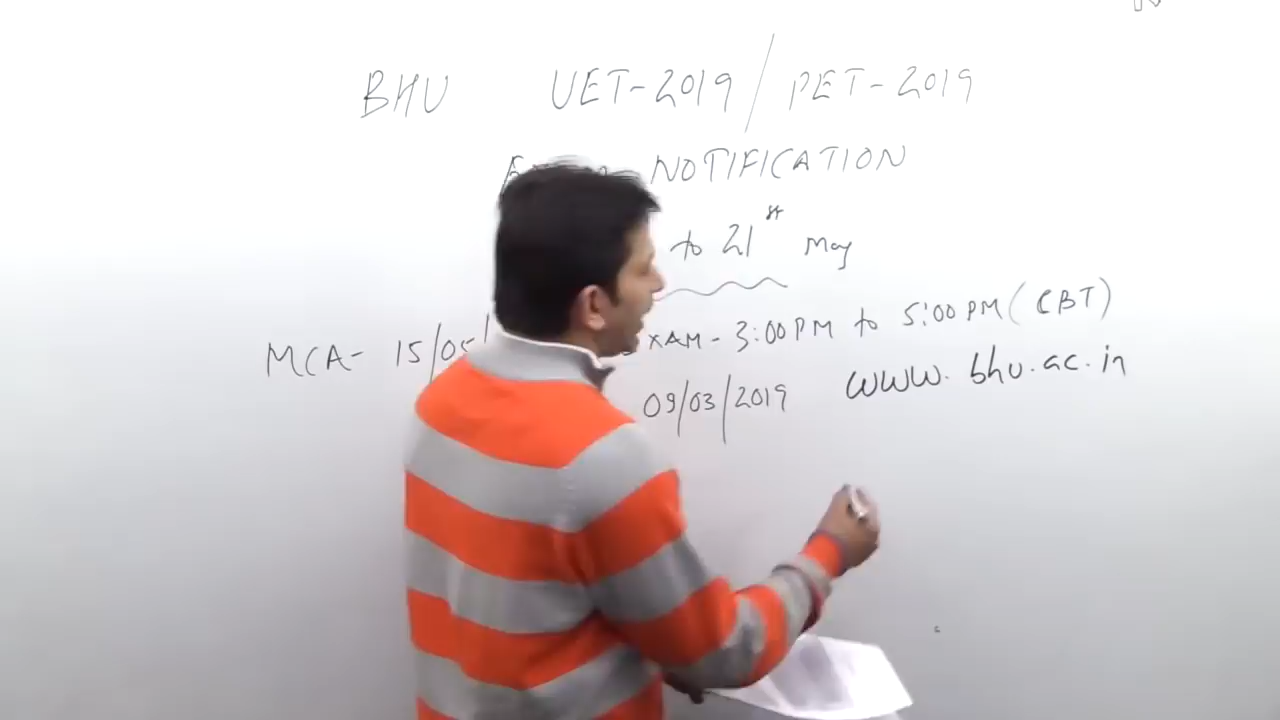 BHU UET-2019 / PET-2019
NOTIFICATION
to 21st May
MCA- 15/05/ XAM- 3:00 PM to 5:00 PM (CBT)
09/03/2019 www.bhu.ac.in